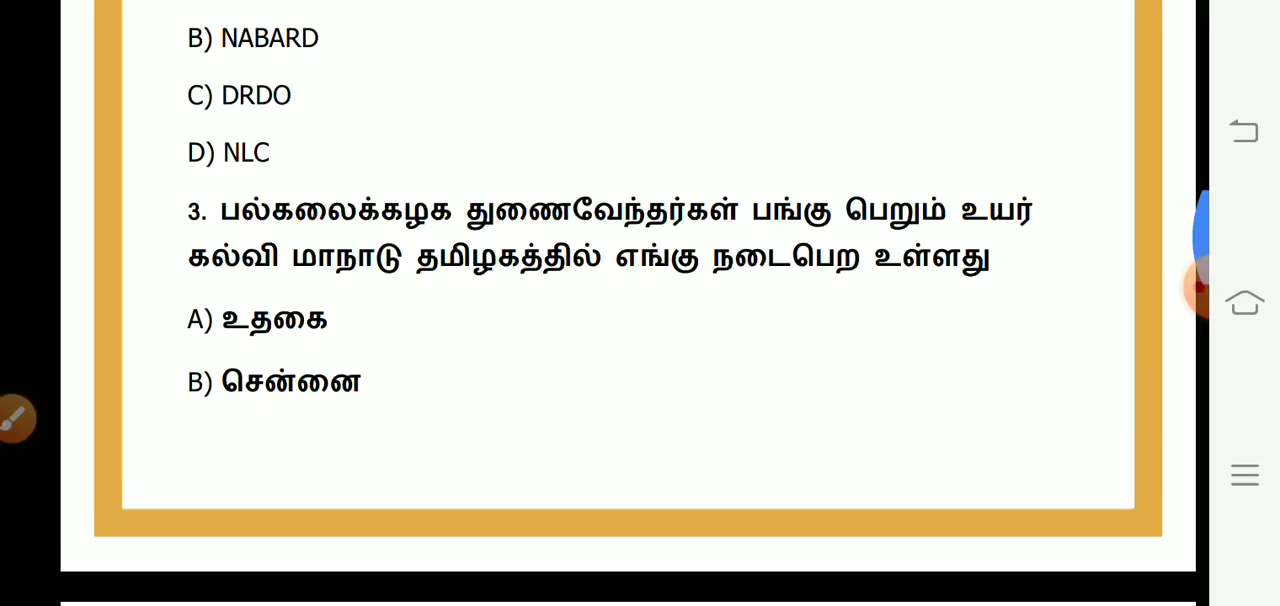 B) NABARD
C) DRDO
D) NLC
3. பல்கலைக்கழக துணைவேந்தர்கள் பங்கு பெறும் உயர்
கல்வி மாநாடு தமிழகத்தில் எங்கு நடைபெற உள்ளது
A) உதகை
B) சென்னை